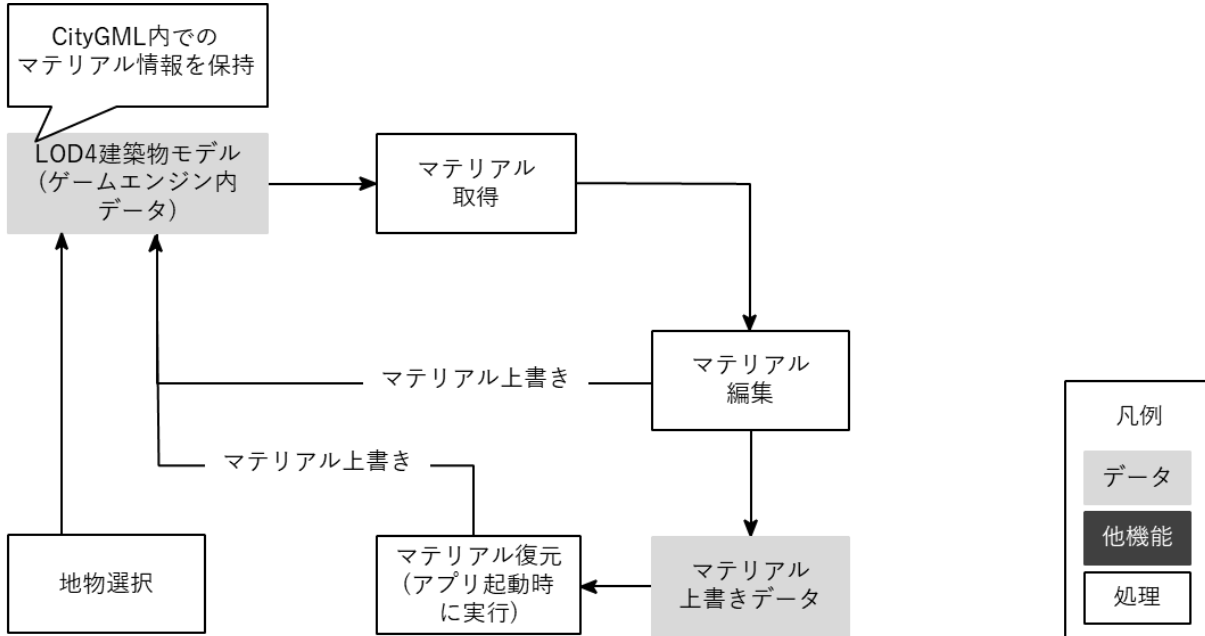 CityGML内での
マテリアル情報を保持
LOD4建築物モデル
(ゲームエンジン内
データ)
マテリアル
取得
マテリアル
編集
マテリアル上書き
マテリアル上書き
地物選択
マテリアル復元
(アプリ起動時
に実行)
マテリアル
上書きデータ
凡例
データ
他機能
処理